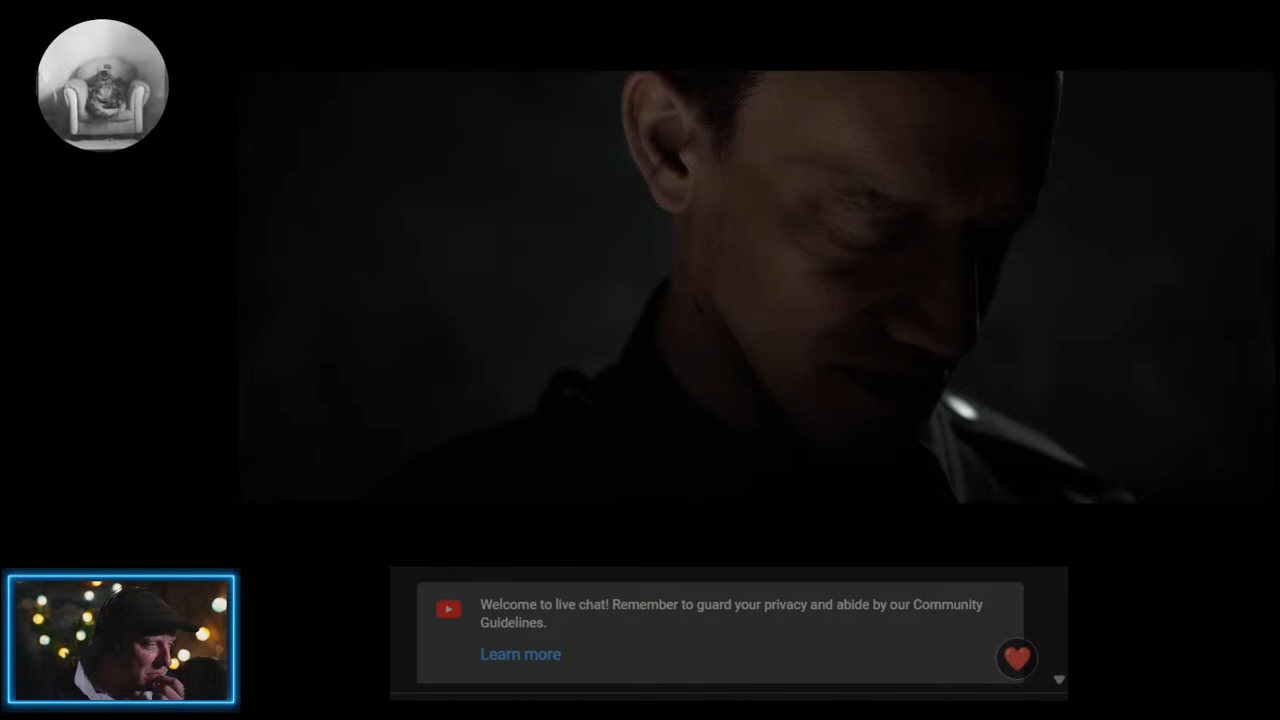 Welcome to live chat! Remember to guard your privacy and abide by our Community
Guidelines.
Learn more